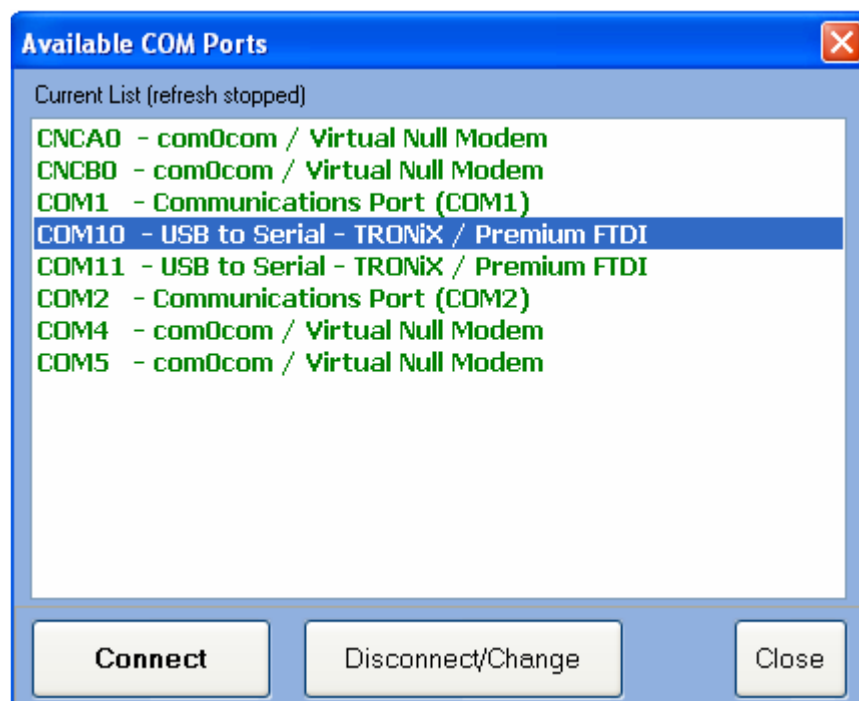 Available COM Ports
Current List (refresh stopped)
CNCA0 - com0com / Virtual Null Modem
CNCB0 - com0com / Virtual Null Modem
COM1 - Communications Port (COM1)
COM10 - USB to Serial - TRONiX / Premium FTDI
COM11 - USB to Serial - TRONiX / Premium FTDI
COM2 - Communications Port (COM2)
COM4 - com0com / Virtual Null Modem
COM5 - com0com / Virtual Null Modem
Connect Disconnect/Change Close